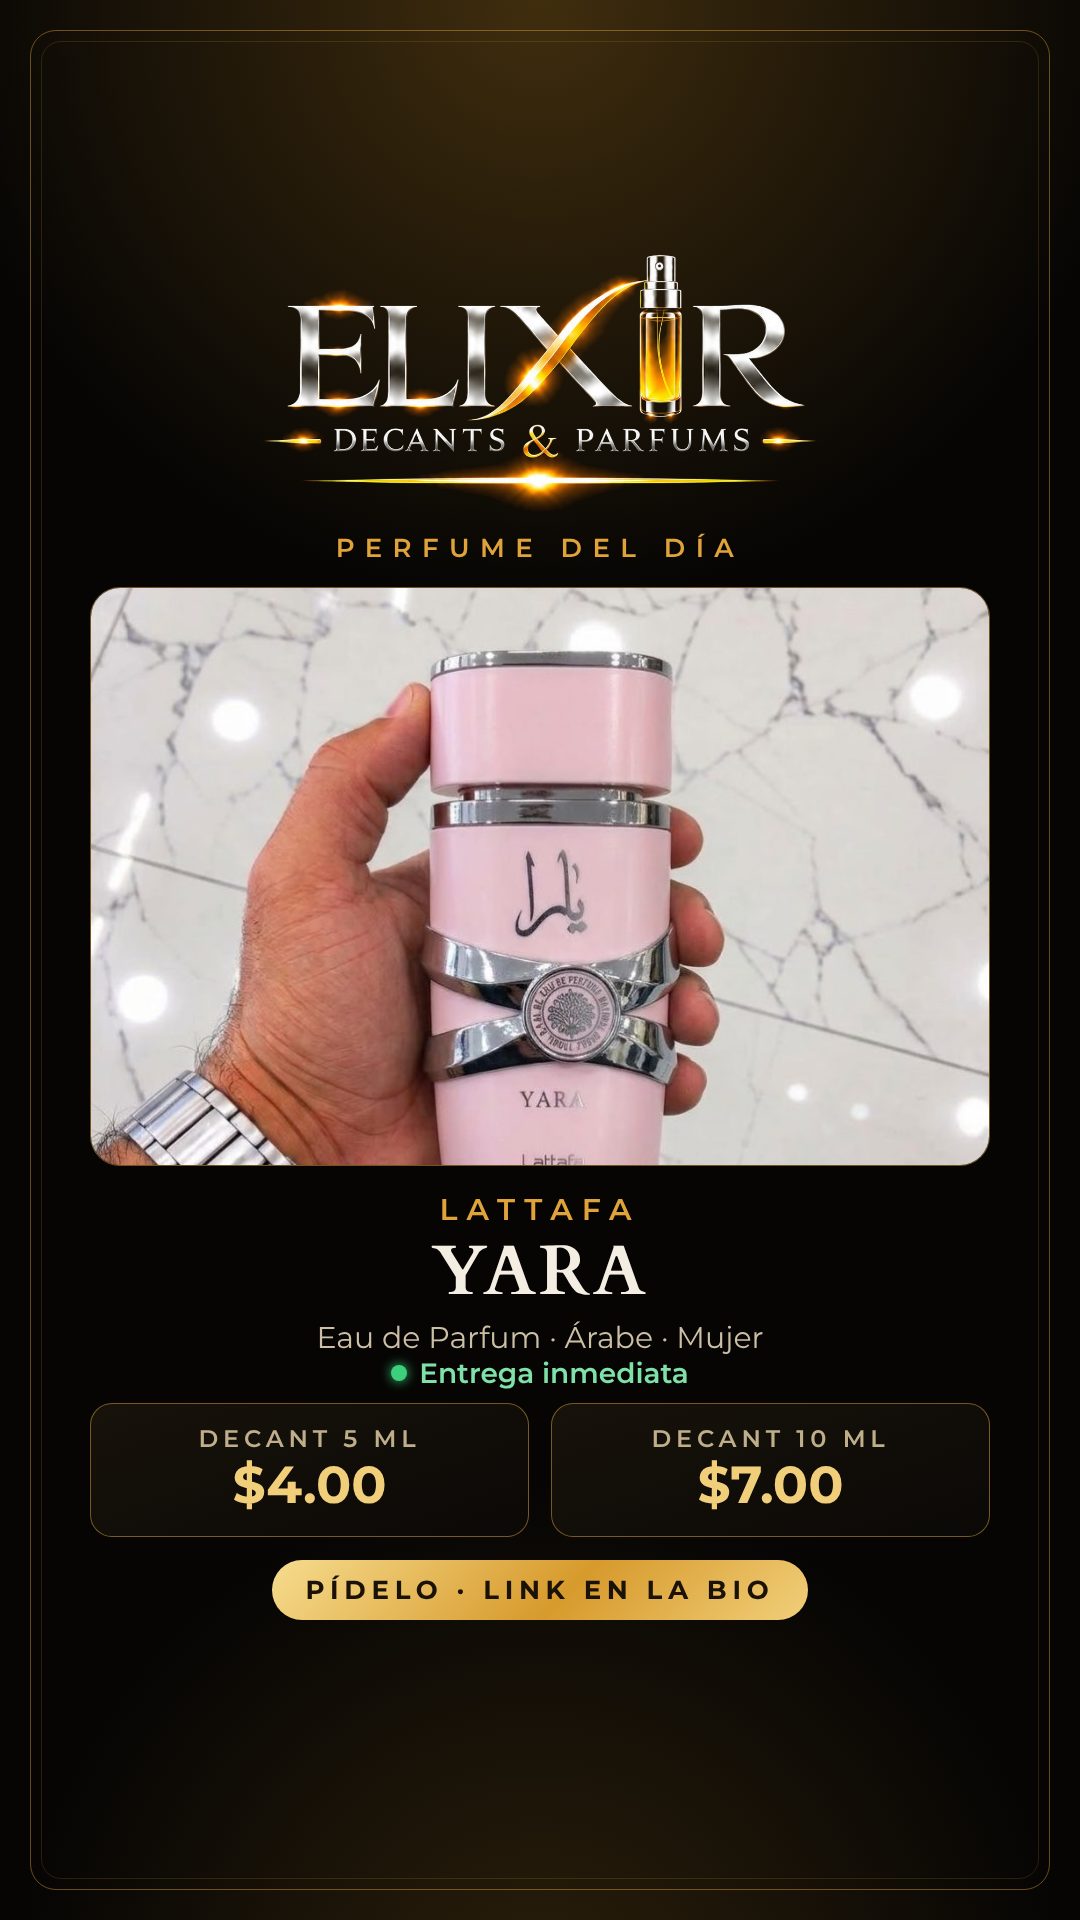 ELIXIR
DECANTS & PARFUMS
PERFUME DEL DÍA
يارا
YARA
Lattafa
LATTAFA
YARA
Eau de Parfum · Árabe · Mujer
Entrega inmediata
DECANT 5 ML
$4.00
DECANT 10 ML
$7.00
PÍDELO · LINK EN LA BIO